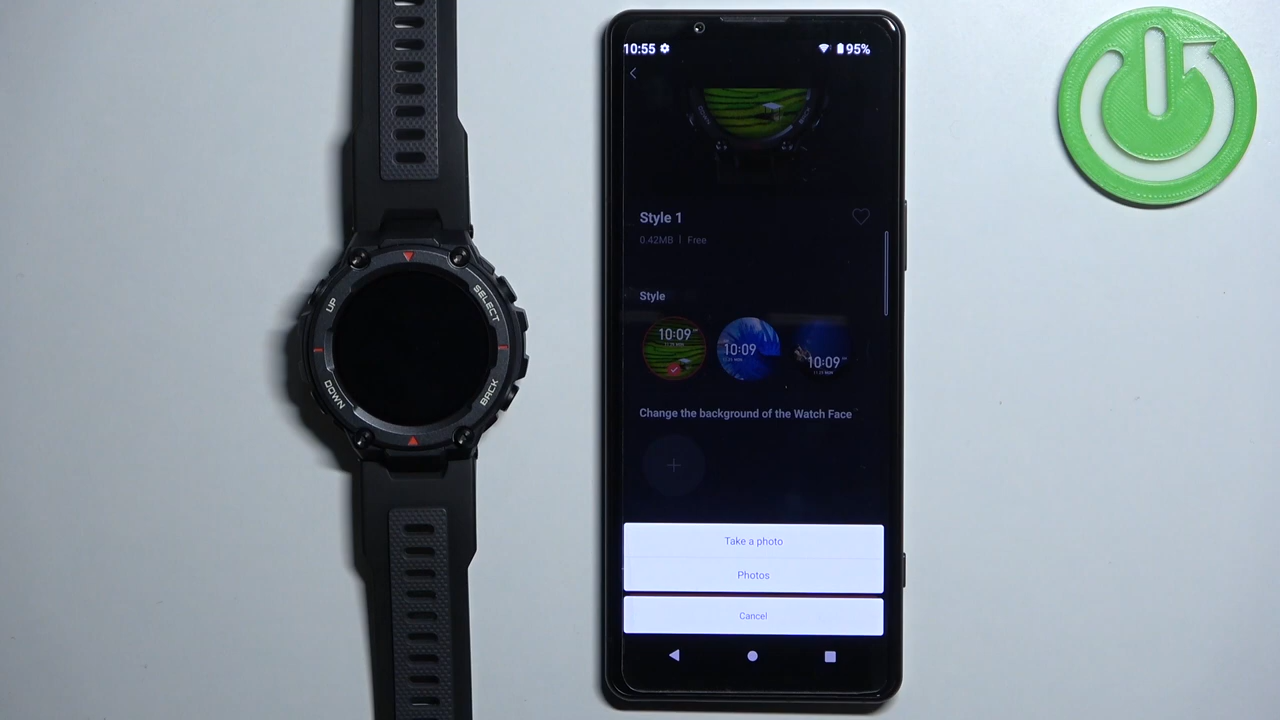 10:55
95%
UP
SELECT
DOWN
BACK
Style 1
0.42MB | Free
Style
10:09
10:09
10:09
Change the background of the Watch Face
+
Take a photo
Photos
Cancel